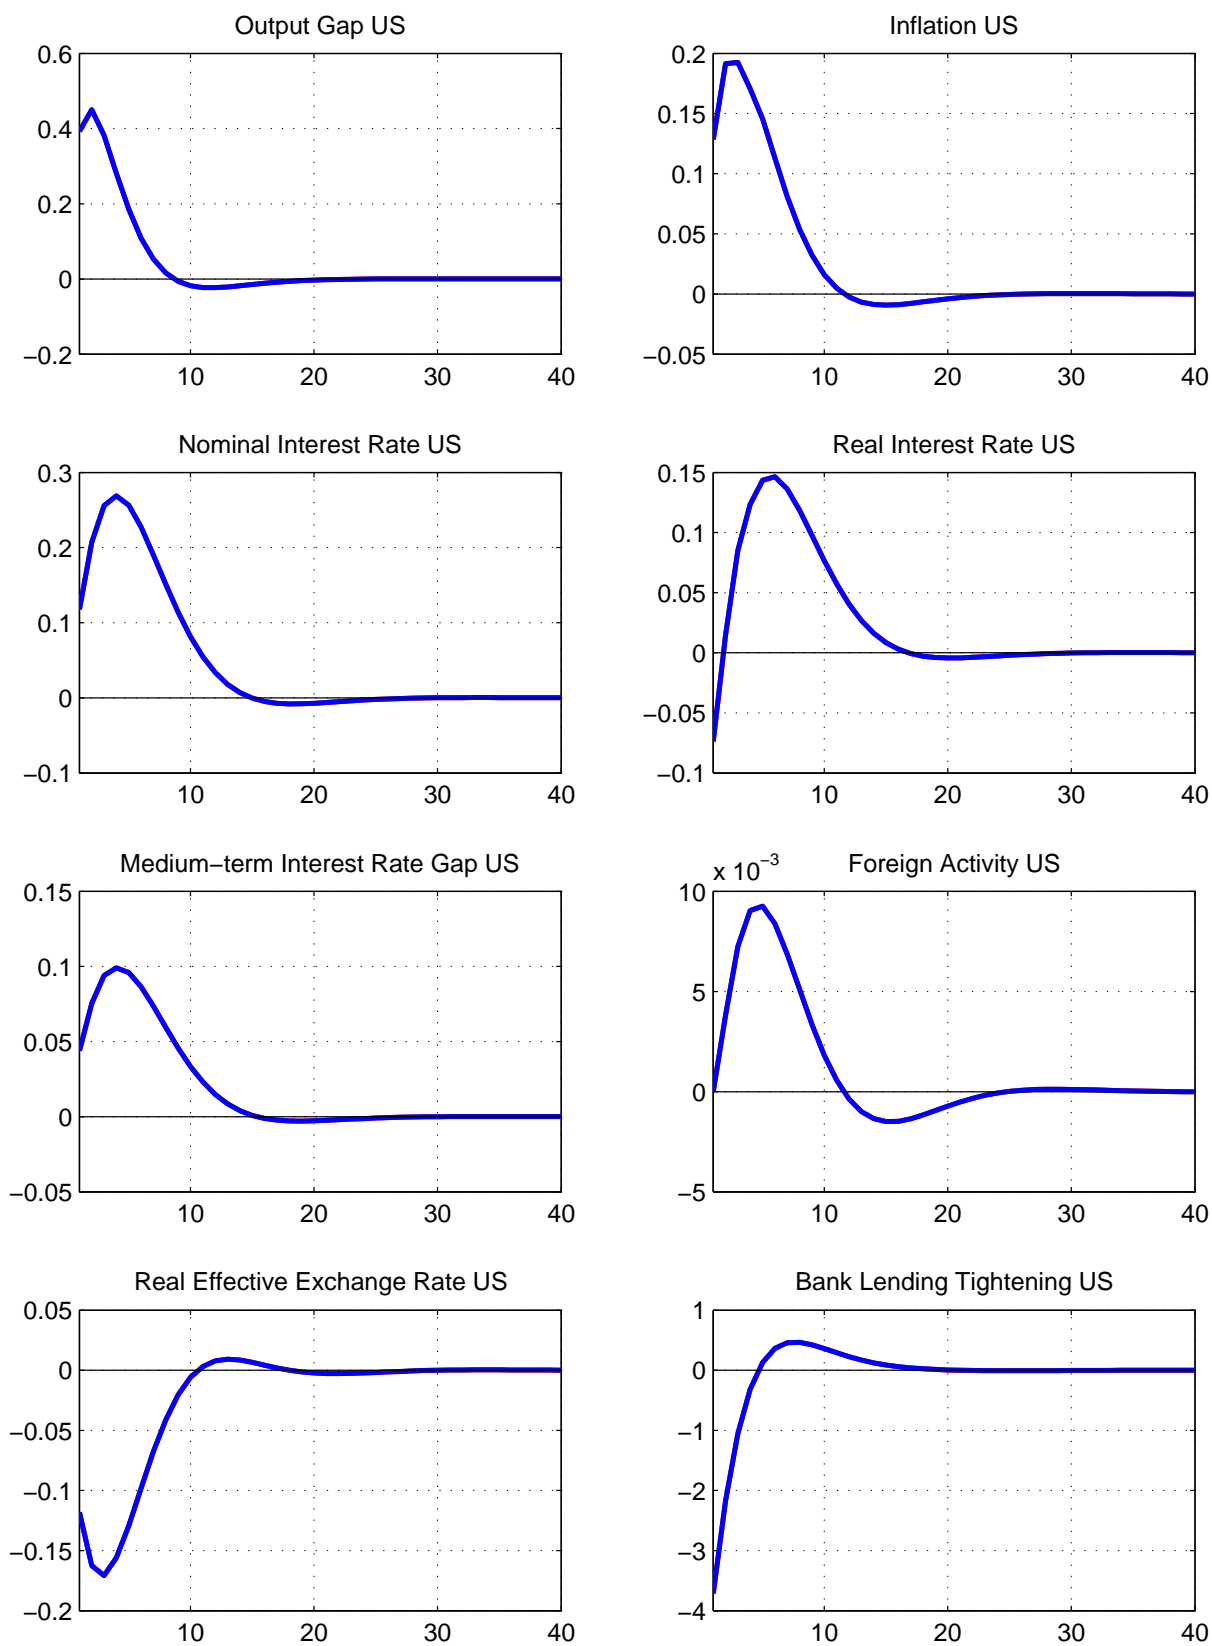 Output Gap US
0.6
0.4
0.2
0
−0.2
10 20 30 40
Inflation US
0.2
0.15
0.1
0.05
0
−0.05
10 20 30 40
Nominal Interest Rate US
0.3
0.2
0.1
0
−0.1
10 20 30 40
Real Interest Rate US
0.15
0.1
0.05
0
−0.05
−0.1
10 20 30 40
Medium−term Interest Rate Gap US
0.15
0.1
0.05
0
−0.05
10 20 30 40
Foreign Activity US
x 10⁻³
10
5
0
−5
10 20 30 40
Real Effective Exchange Rate US
0.05
0
−0.05
−0.1
−0.15
−0.2
10 20 30 40
Bank Lending Tightening US
1
0
−1
−2
−3
−4
10 20 30 40